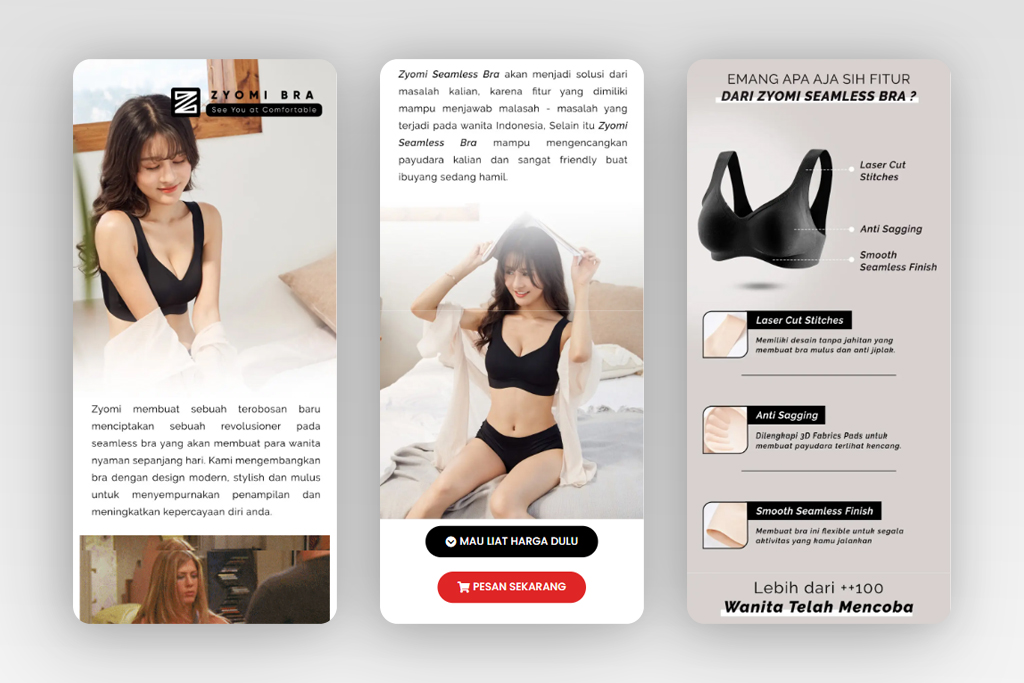 ZYOMI BRA
See You at Comfortable
Zyomi membuat sebuah terobosan baru
menciptakan sebuah revolusioner pada
seamless bra yang akan membuat para wanita
nyaman sepanjang hari. Kami mengembangkan
bra dengan design modern, stylish dan mulus
untuk menyempurnakan penampilan dan
meningkatkan kepercayaan diri anda.
Zyomi Seamless Bra akan menjadi solusi dari
masalah kalian, karena fitur yang dimiliki
mampu menjawab malasah - masalah yang
terjadi pada wanita Indonesia, Selain itu Zyomi
Seamless Bra mampu mengencangkan
payudara kalian dan sangat friendly buat
ibuyang sedang hamil.
MAU LIAT HARGA DULU
PESAN SEKARANG
EMANG APA AJA SIH FITUR
DARI ZYOMI SEAMLESS BRA ?
Laser Cut
Stitches
Anti Sagging
Smooth
Seamless Finish
Laser Cut Stitches
Memiliki desain tanpa jahitan yang
membuat bra mulus dan anti jiplak.
Anti Sagging
Dilengkapi 3D Fabrics Pads untuk
membuat payudara terlihat kencang.
Smooth Seamless Finish
Membuat bra ini flexible untuk segala
aktivitas yang kamu jalankan
Lebih dari ++100
Wanita Telah Mencoba